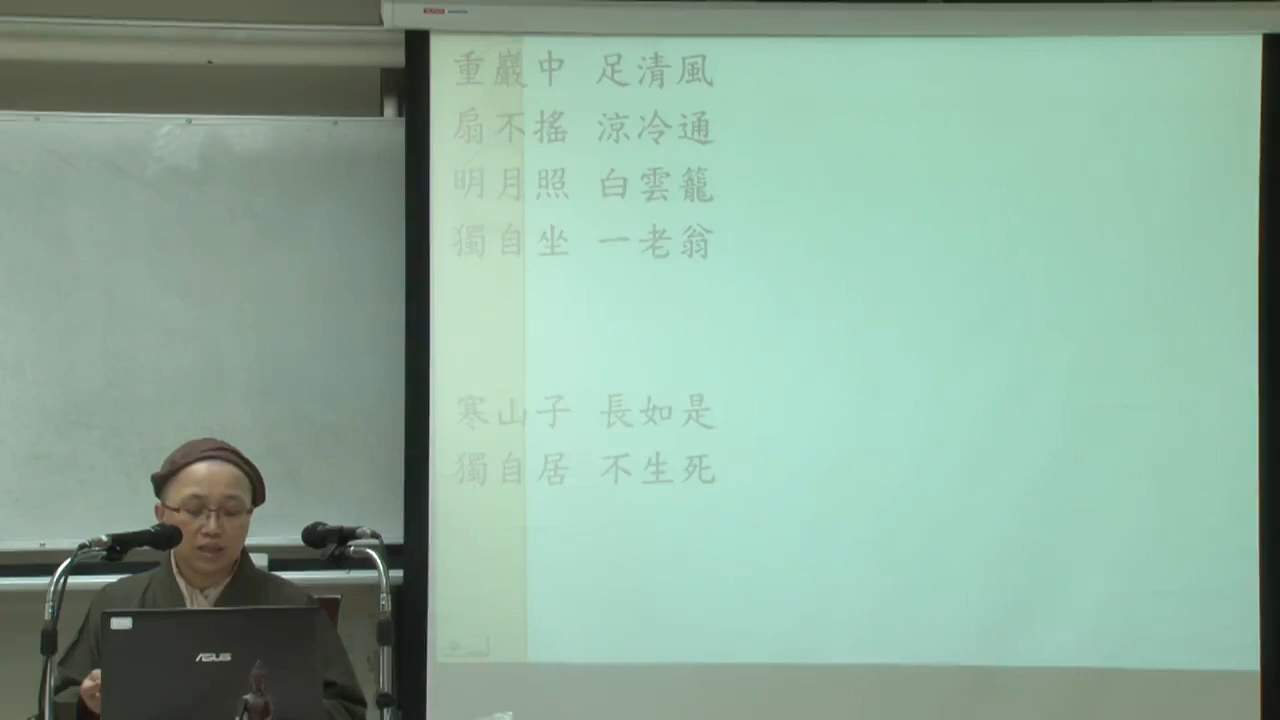 重巖中 足清風
扇不搖 涼冷通
明月照 白雲籠
獨自坐 一老翁
寒山子 長如是
獨自居 不生死
ASUS